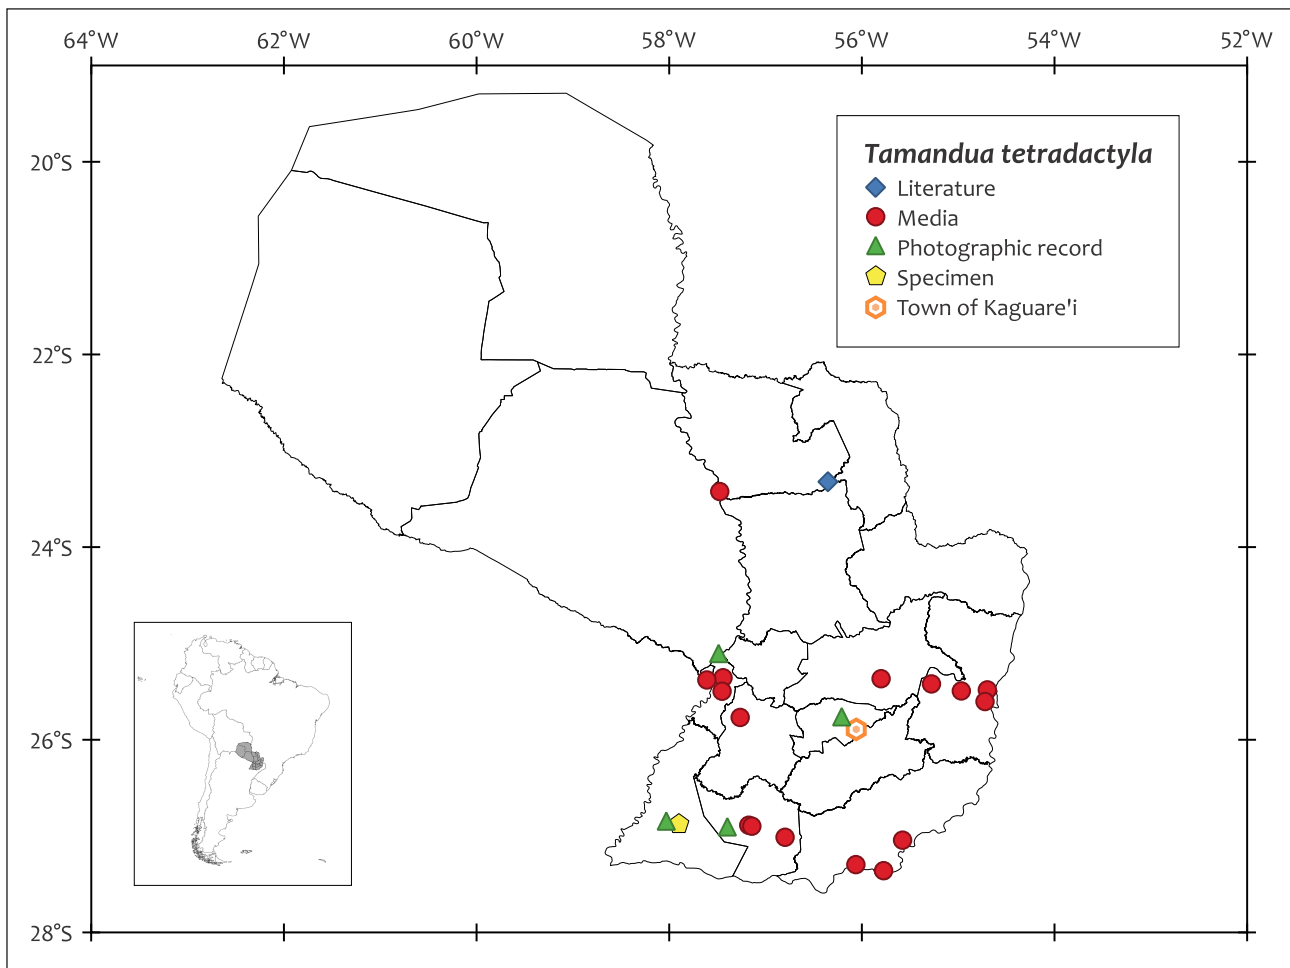 64°W 62°W 60°W 58°W 56°W 54°W 52°W
20°S
22°S
24°S
26°S
28°S
Tamandua tetradactyla
Literature
Media
Photographic record
Specimen
Town of Kaguare'i